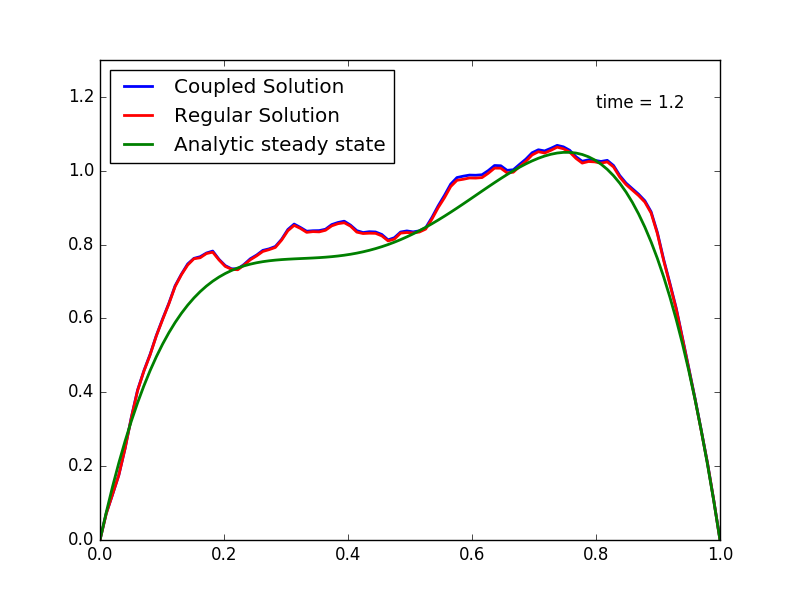 Coupled Solution
Regular Solution
Analytic steady state
time = 1.2
1.2
1.0
0.8
0.6
0.4
0.2
0.0
0.0 0.2 0.4 0.6 0.8 1.0